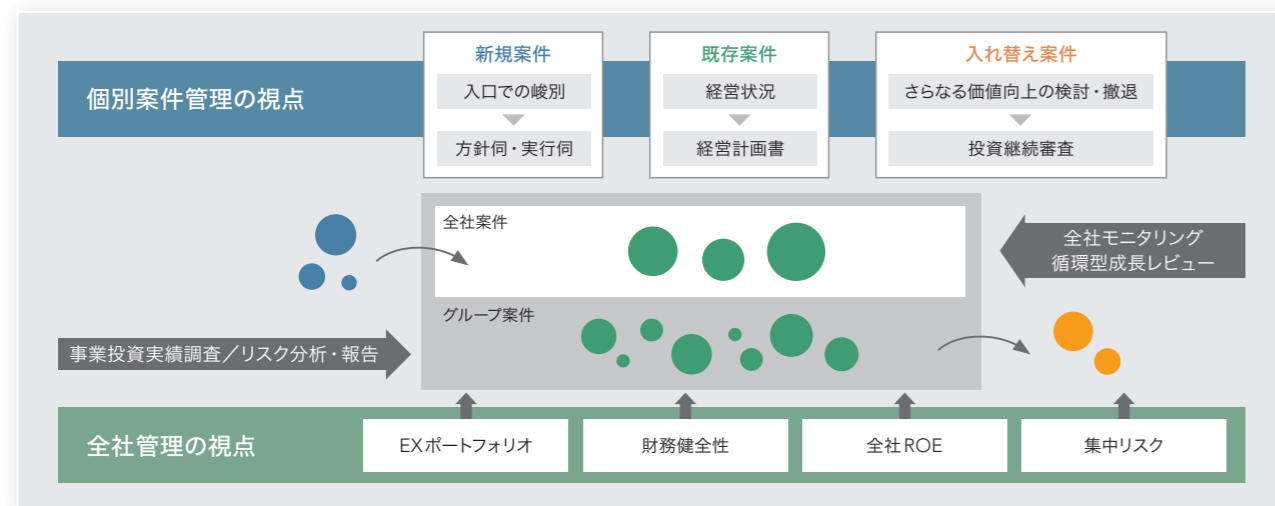 個別案件管理の視点
新規案件
入口での峻別
方針伺・実行伺
既存案件
経営状況
経営計画書
入れ替え案件
さらなる価値向上の検討・撤退
投資継続審査
全社案件
グループ案件
全社モニタリング
循環型成長レビュー
事業投資実績調査／リスク分析・報告
全社管理の視点
EXポートフォリオ
財務健全性
全社ROE
集中リスク